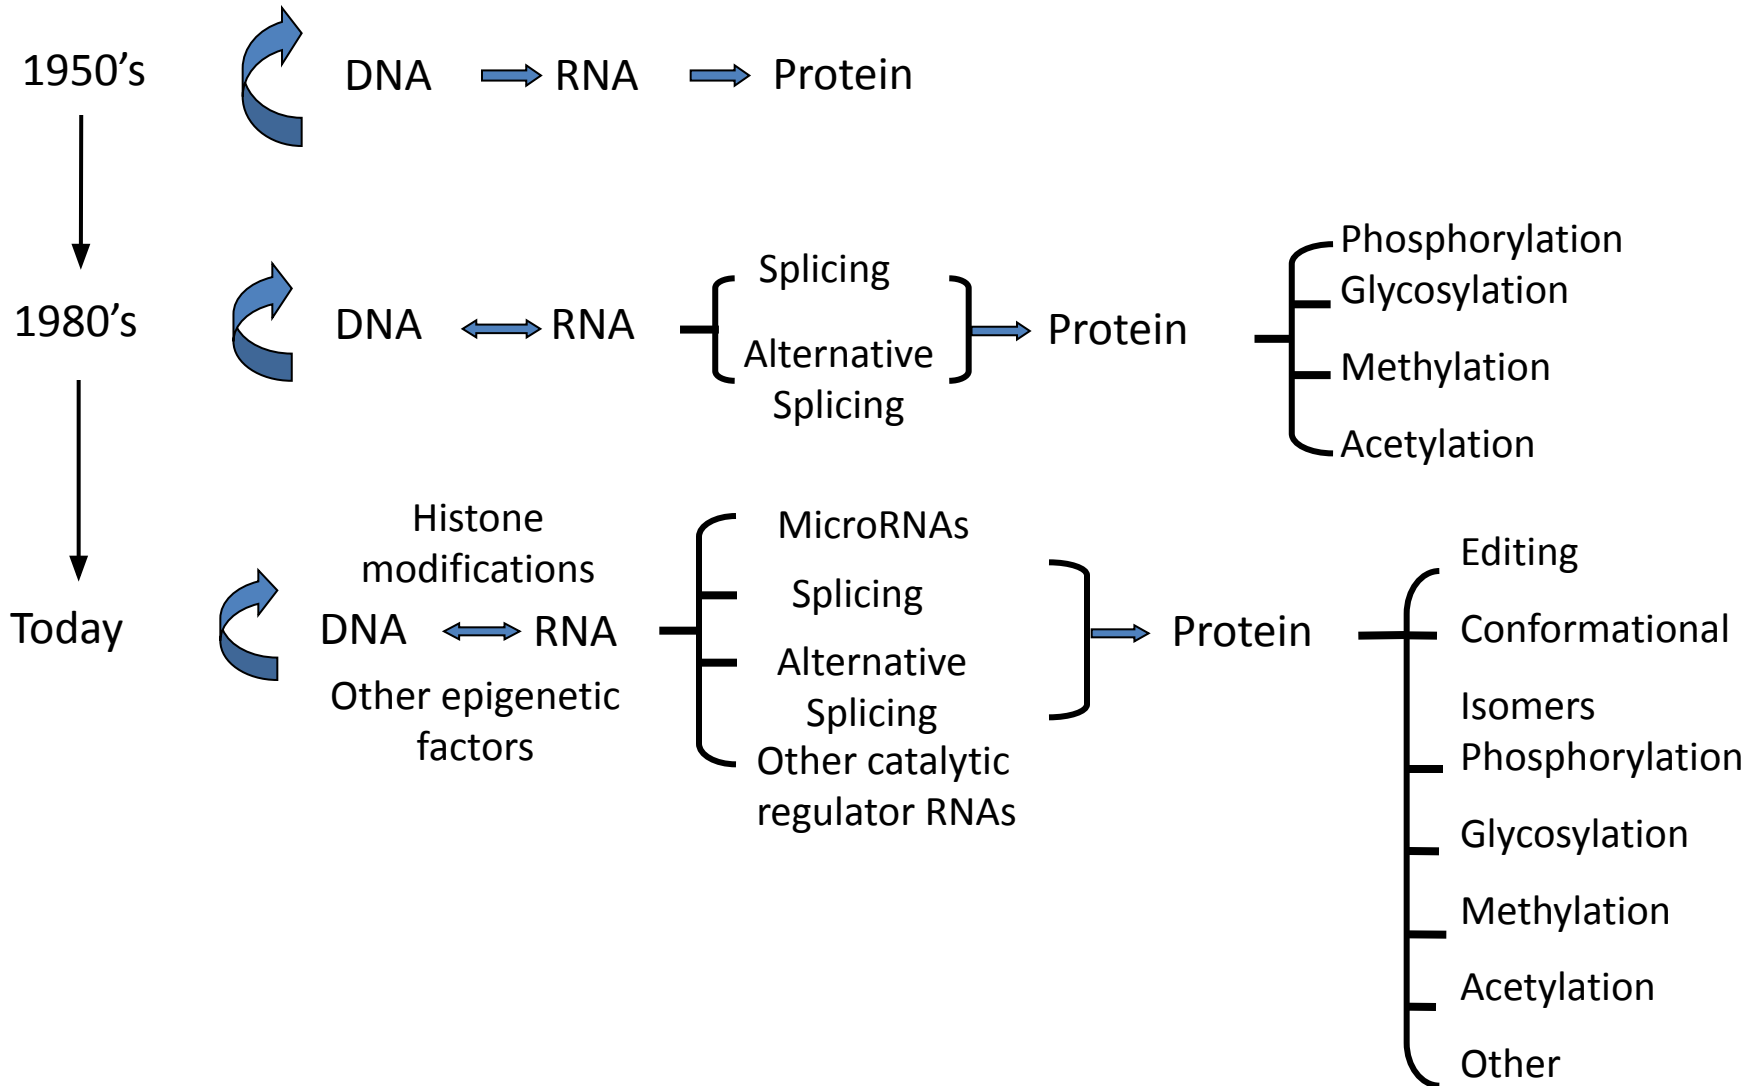 1950's
DNA
RNA
Protein
1980's
DNA
RNA
Splicing
Alternative
Splicing
Protein
Phosphorylation
Glycosylation
Methylation
Acetylation
Today
Histone
modifications
DNA
RNA
Other epigenetic
factors
MicroRNAs
Splicing
Alternative
Splicing
Other catalytic
regulator RNAs
Protein
Editing
Conformational
Isomers
Phosphorylation
Glycosylation
Methylation
Acetylation
Other